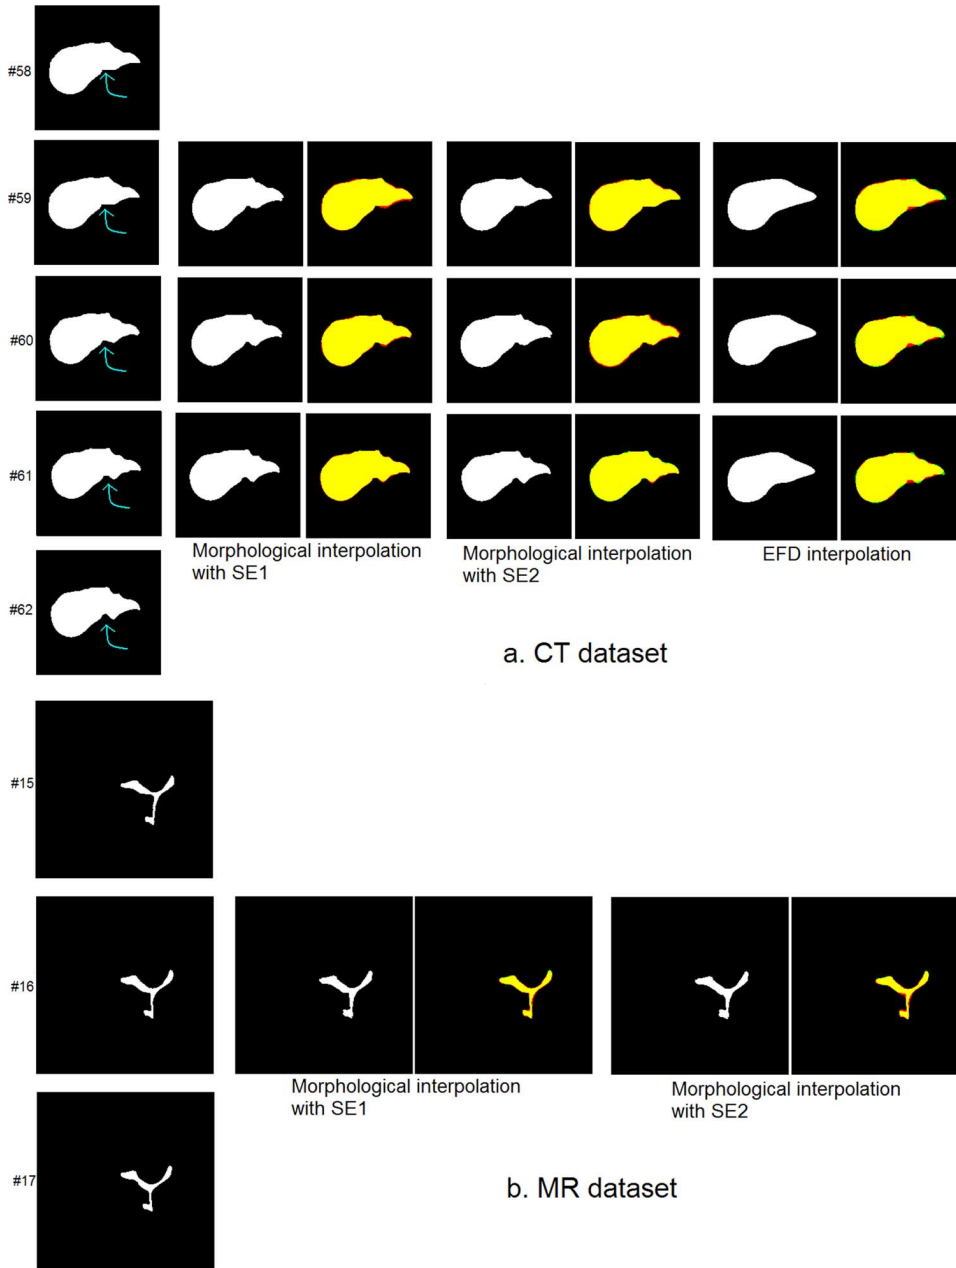 #58
#59
#60
#61
Morphological interpolation
with SE1
Morphological interpolation
with SE2
EFD interpolation
#62
a. CT dataset
#15
#16
Morphological interpolation
with SE1
Morphological interpolation
with SE2
#17
b. MR dataset